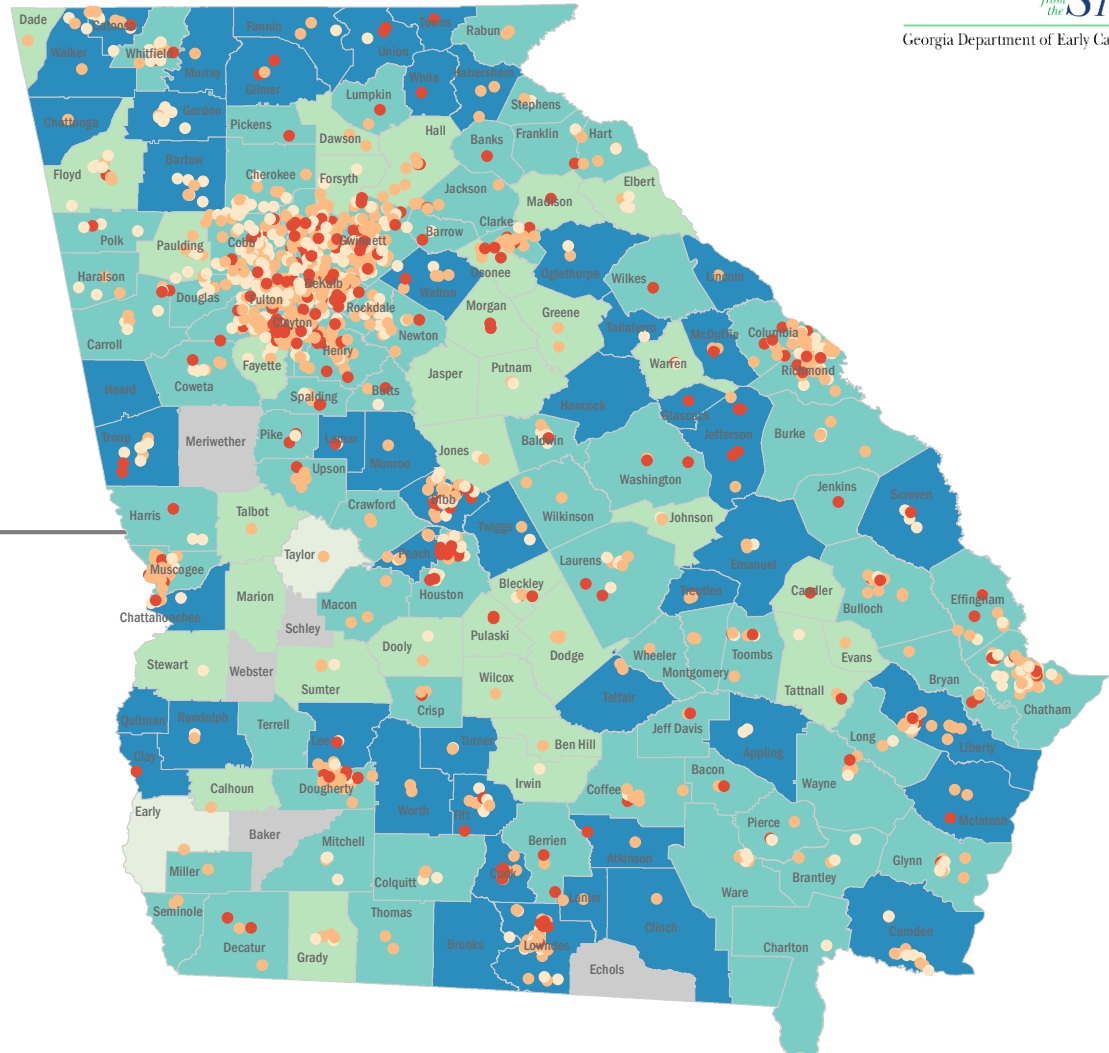 from
the
Georgia Department of Early Ca
Dade
Catoosa
Fannin
Towns
Rabun
Walker
Whitfield
Union
Murray
Gilmer
White
Habersham
Lumpkin
Stephens
Chattooga
Gordon
Pickens
Dawson
Hall
Banks
Franklin
Hart
Floyd
Bartow
Cherokee
Forsyth
Jackson
Madison
Elbert
Polk
Paulding
Cobb
Gwinnett
Barrow
Clarke
Oconee
Oglethorpe
Wilkes
Lincoln
Haralson
Douglas
Fulton
DeKalb
Rockdale
Walton
Morgan
Greene
Taliaferro
McDuffie
Columbia
Carroll
Clayton
Henry
Newton
Warren
Richmond
Fayette
Coweta
Heard
Spalding
Butts
Jasper
Putnam
Hancock
Glascock
Jefferson
Burke
Troup
Meriwether
Pike
Lamar
Monroe
Upson
Jones
Baldwin
Washington
Jenkins
Screven
Harris
Talbot
Crawford
Bibb
Twiggs
Wilkinson
Johnson
Taylor
Peach
Laurens
Emanuel
Muscogee
Chattahoochee
Marion
Macon
Houston
Bleckley
Treutlen
Candler
Bulloch
Effingham
Schley
Stewart
Webster
Sumter
Dooly
Pulaski
Dodge
Wheeler
Montgomery
Toombs
Evans
Tattnall
Bryan
Chatham
Quitman
Randolph
Terrell
Crisp
Wilcox
Telfair
Jeff Davis
Appling
Long
Liberty
Clay
Lee
Turner
Ben Hill
Irwin
Coffee
Bacon
Wayne
McIntosh
Calhoun
Dougherty
Worth
Tift
Early
Baker
Mitchell
Berrien
Atkinson
Pierce
Brantley
Glynn
Miller
Colquitt
Cook
Ware
Seminole
Decatur
Grady
Thomas
Brooks
Lowndes
Lanier
Clinch
Echols
Charlton
Camden